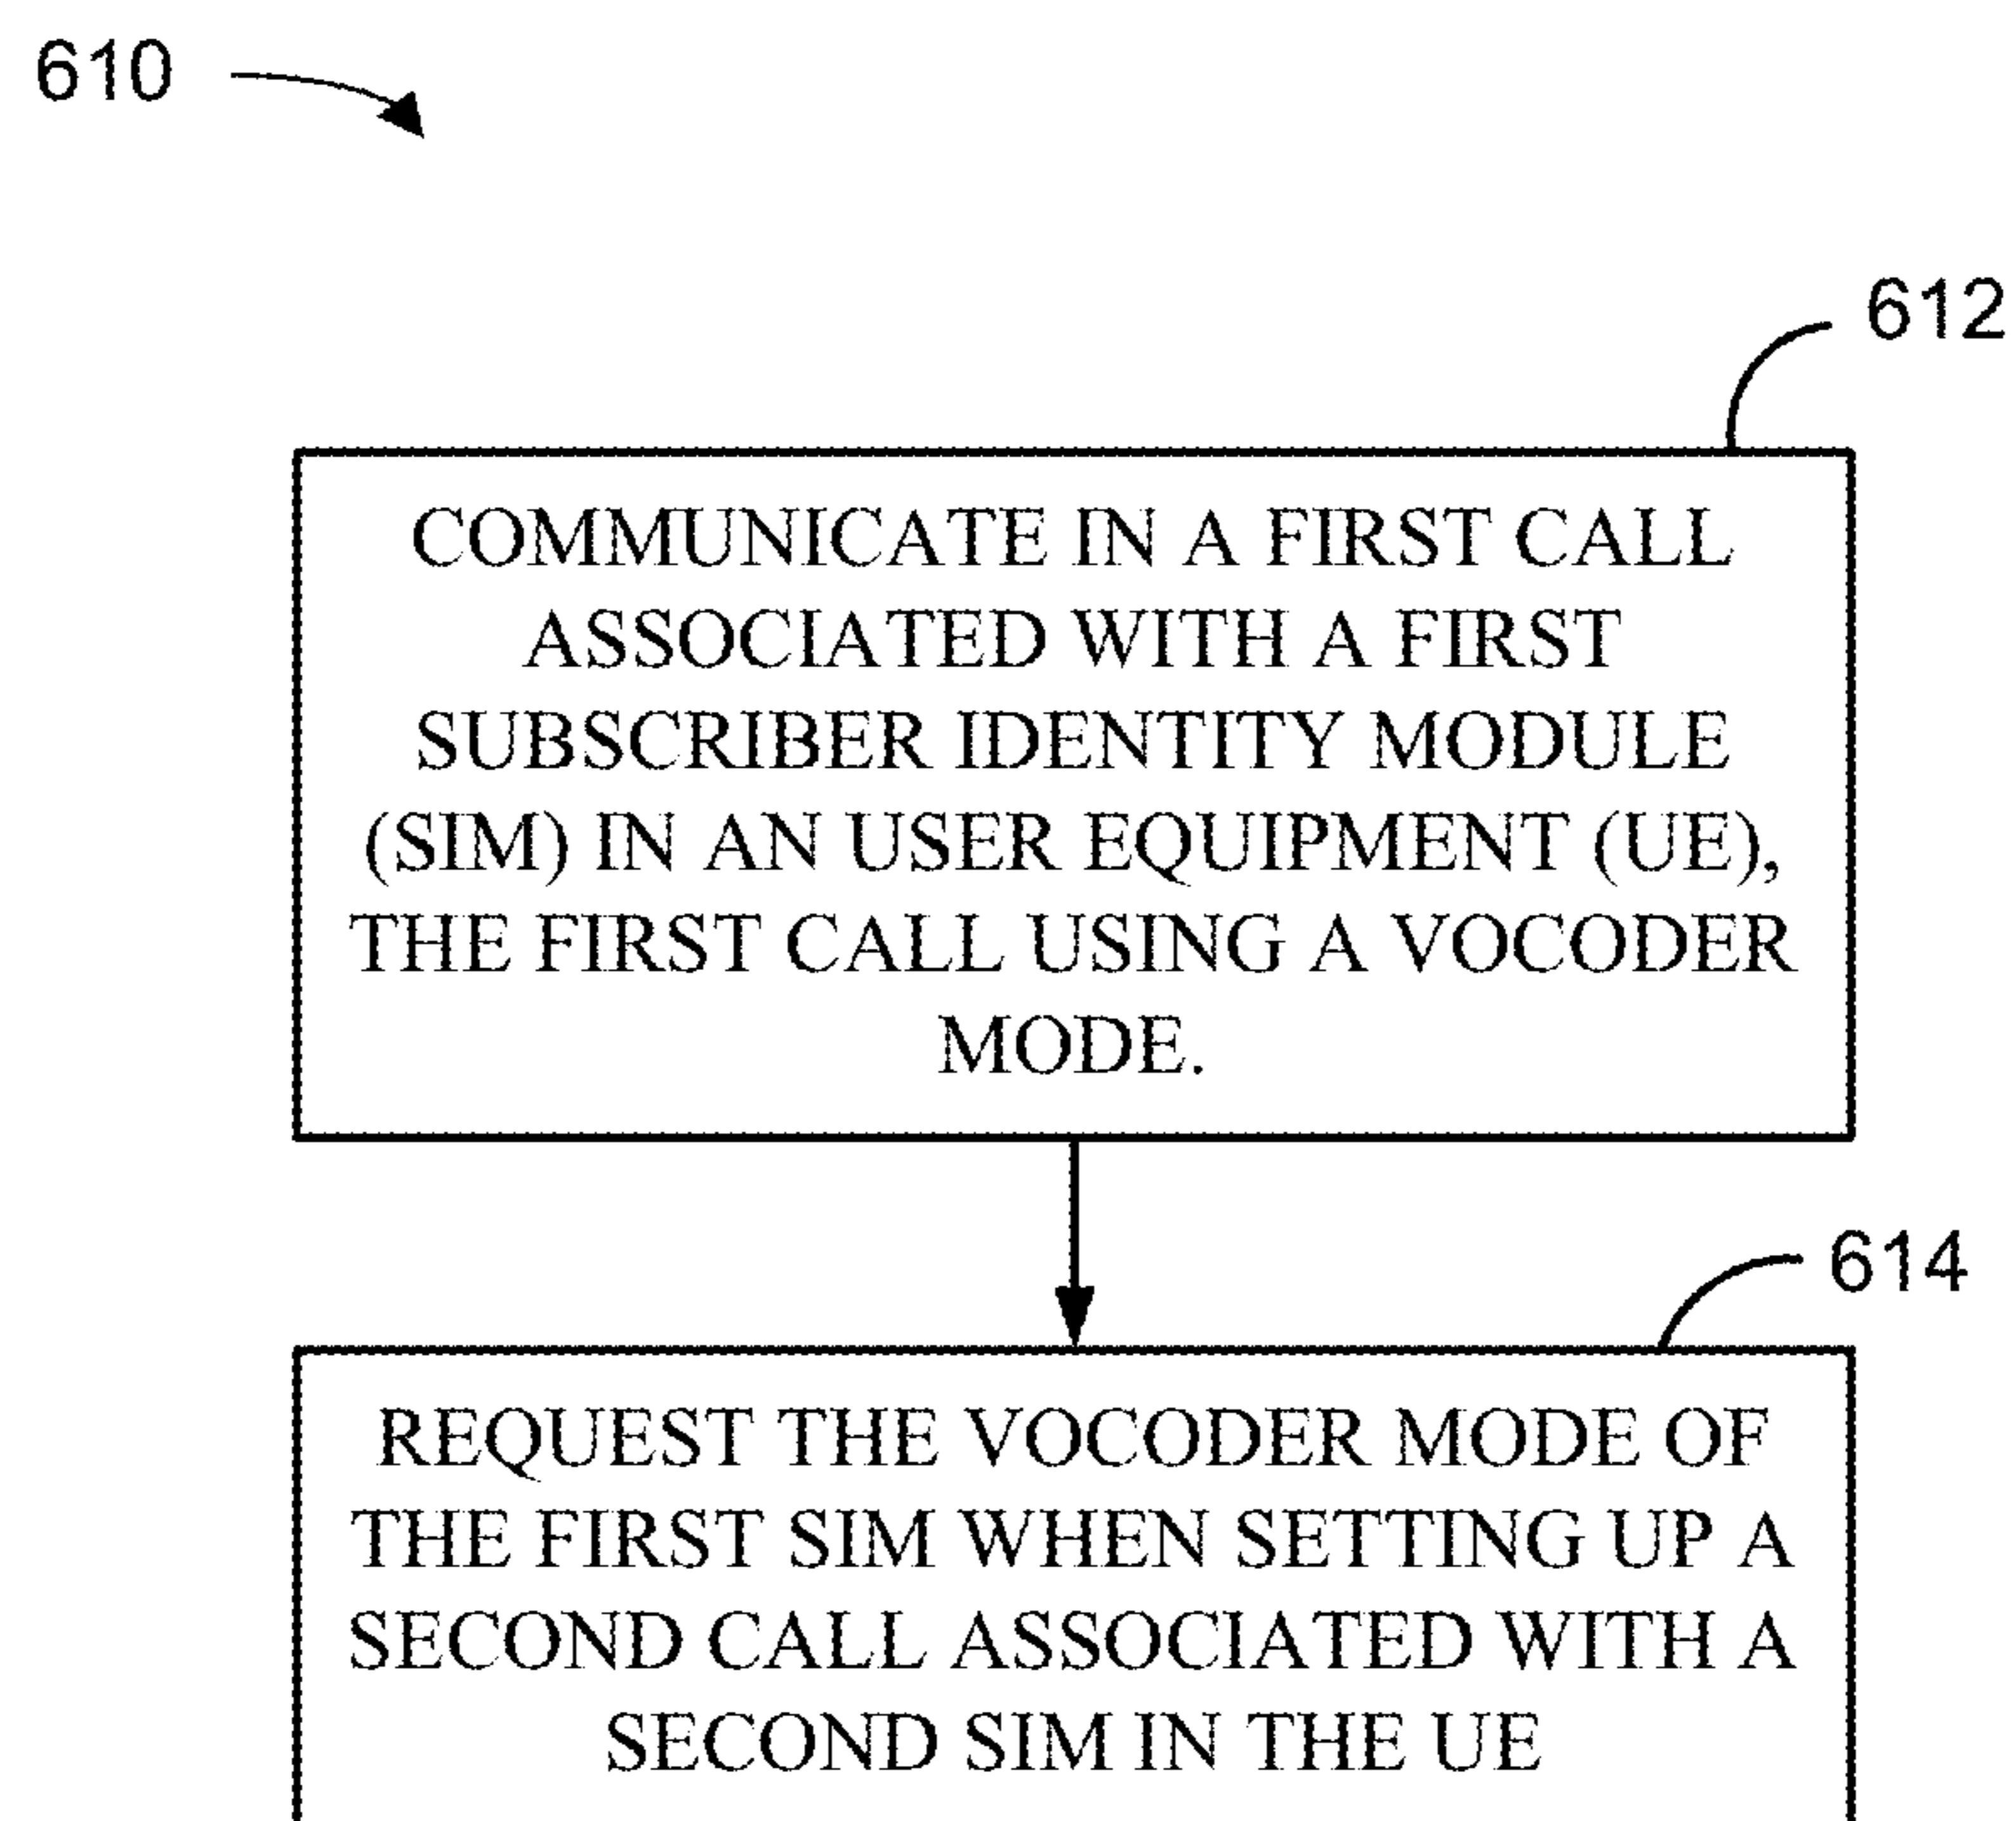 610
612
COMMUNICATE IN A FIRST CALL
ASSOCIATED WITH A FIRST
SUBSCRIBER IDENTITY MODULE
(SIM) IN AN USER EQUIPMENT (UE),
THE FIRST CALL USING A VOCODER
MODE.
614
REQUEST THE VOCODER MODE OF
THE FIRST SIM WHEN SETTING UP A
SECOND CALL ASSOCIATED WITH A
SECOND SIM IN THE UE